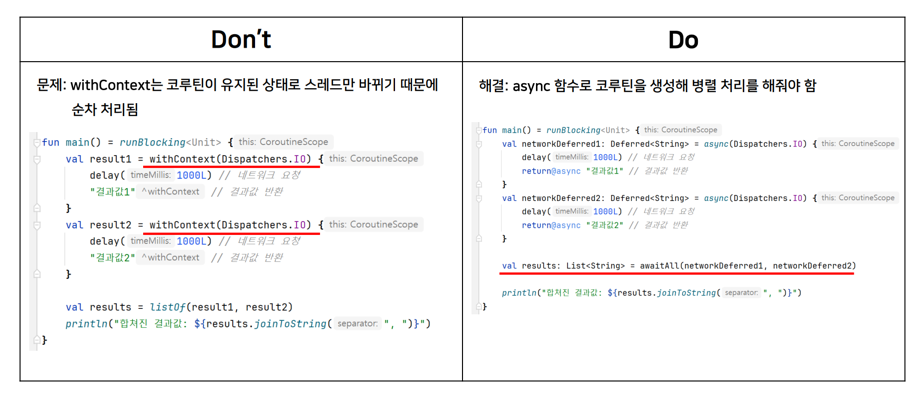 Don't
문제: withContext는 코루틴이 유지된 상태로 스레드만 바뀌기 때문에
순차 처리됨
fun main() = runBlocking<Unit> { this: CoroutineScope
val result1 = withContext(Dispatchers.IO) { this: CoroutineScope
delay( timeMillis: 1000L) // 네트워크 요청
"결과값1" ^withContext // 결과값 반환
}
val result2 = withContext(Dispatchers.IO) { this: CoroutineScope
delay( timeMillis: 1000L) // 네트워크 요청
"결과값2" ^withContext // 결과값 반환
}
val results = listOf(result1, result2)
println("합쳐진 결과값: ${results.joinToString( separator: ", ")}")
}
Do
해결: async 함수로 코루틴을 생성해 병렬 처리를 해줘야 함
fun main() = runBlocking<Unit> { this: CoroutineScope
val networkDeferred1: Deferred<String> = async(Dispatchers.IO) { this: CoroutineScope
delay( timeMillis: 1000L) // 네트워크 요청
return@async "결과값1" // 결과값 반환
}
val networkDeferred2: Deferred<String> = async(Dispatchers.IO) { this: CoroutineScope
delay( timeMillis: 1000L) // 네트워크 요청
return@async "결과값2" // 결과값 반환
}
val results: List<String> = awaitAll(networkDeferred1, networkDeferred2)
println("합쳐진 결과값: ${results.joinToString( separator: ", ")}")
}